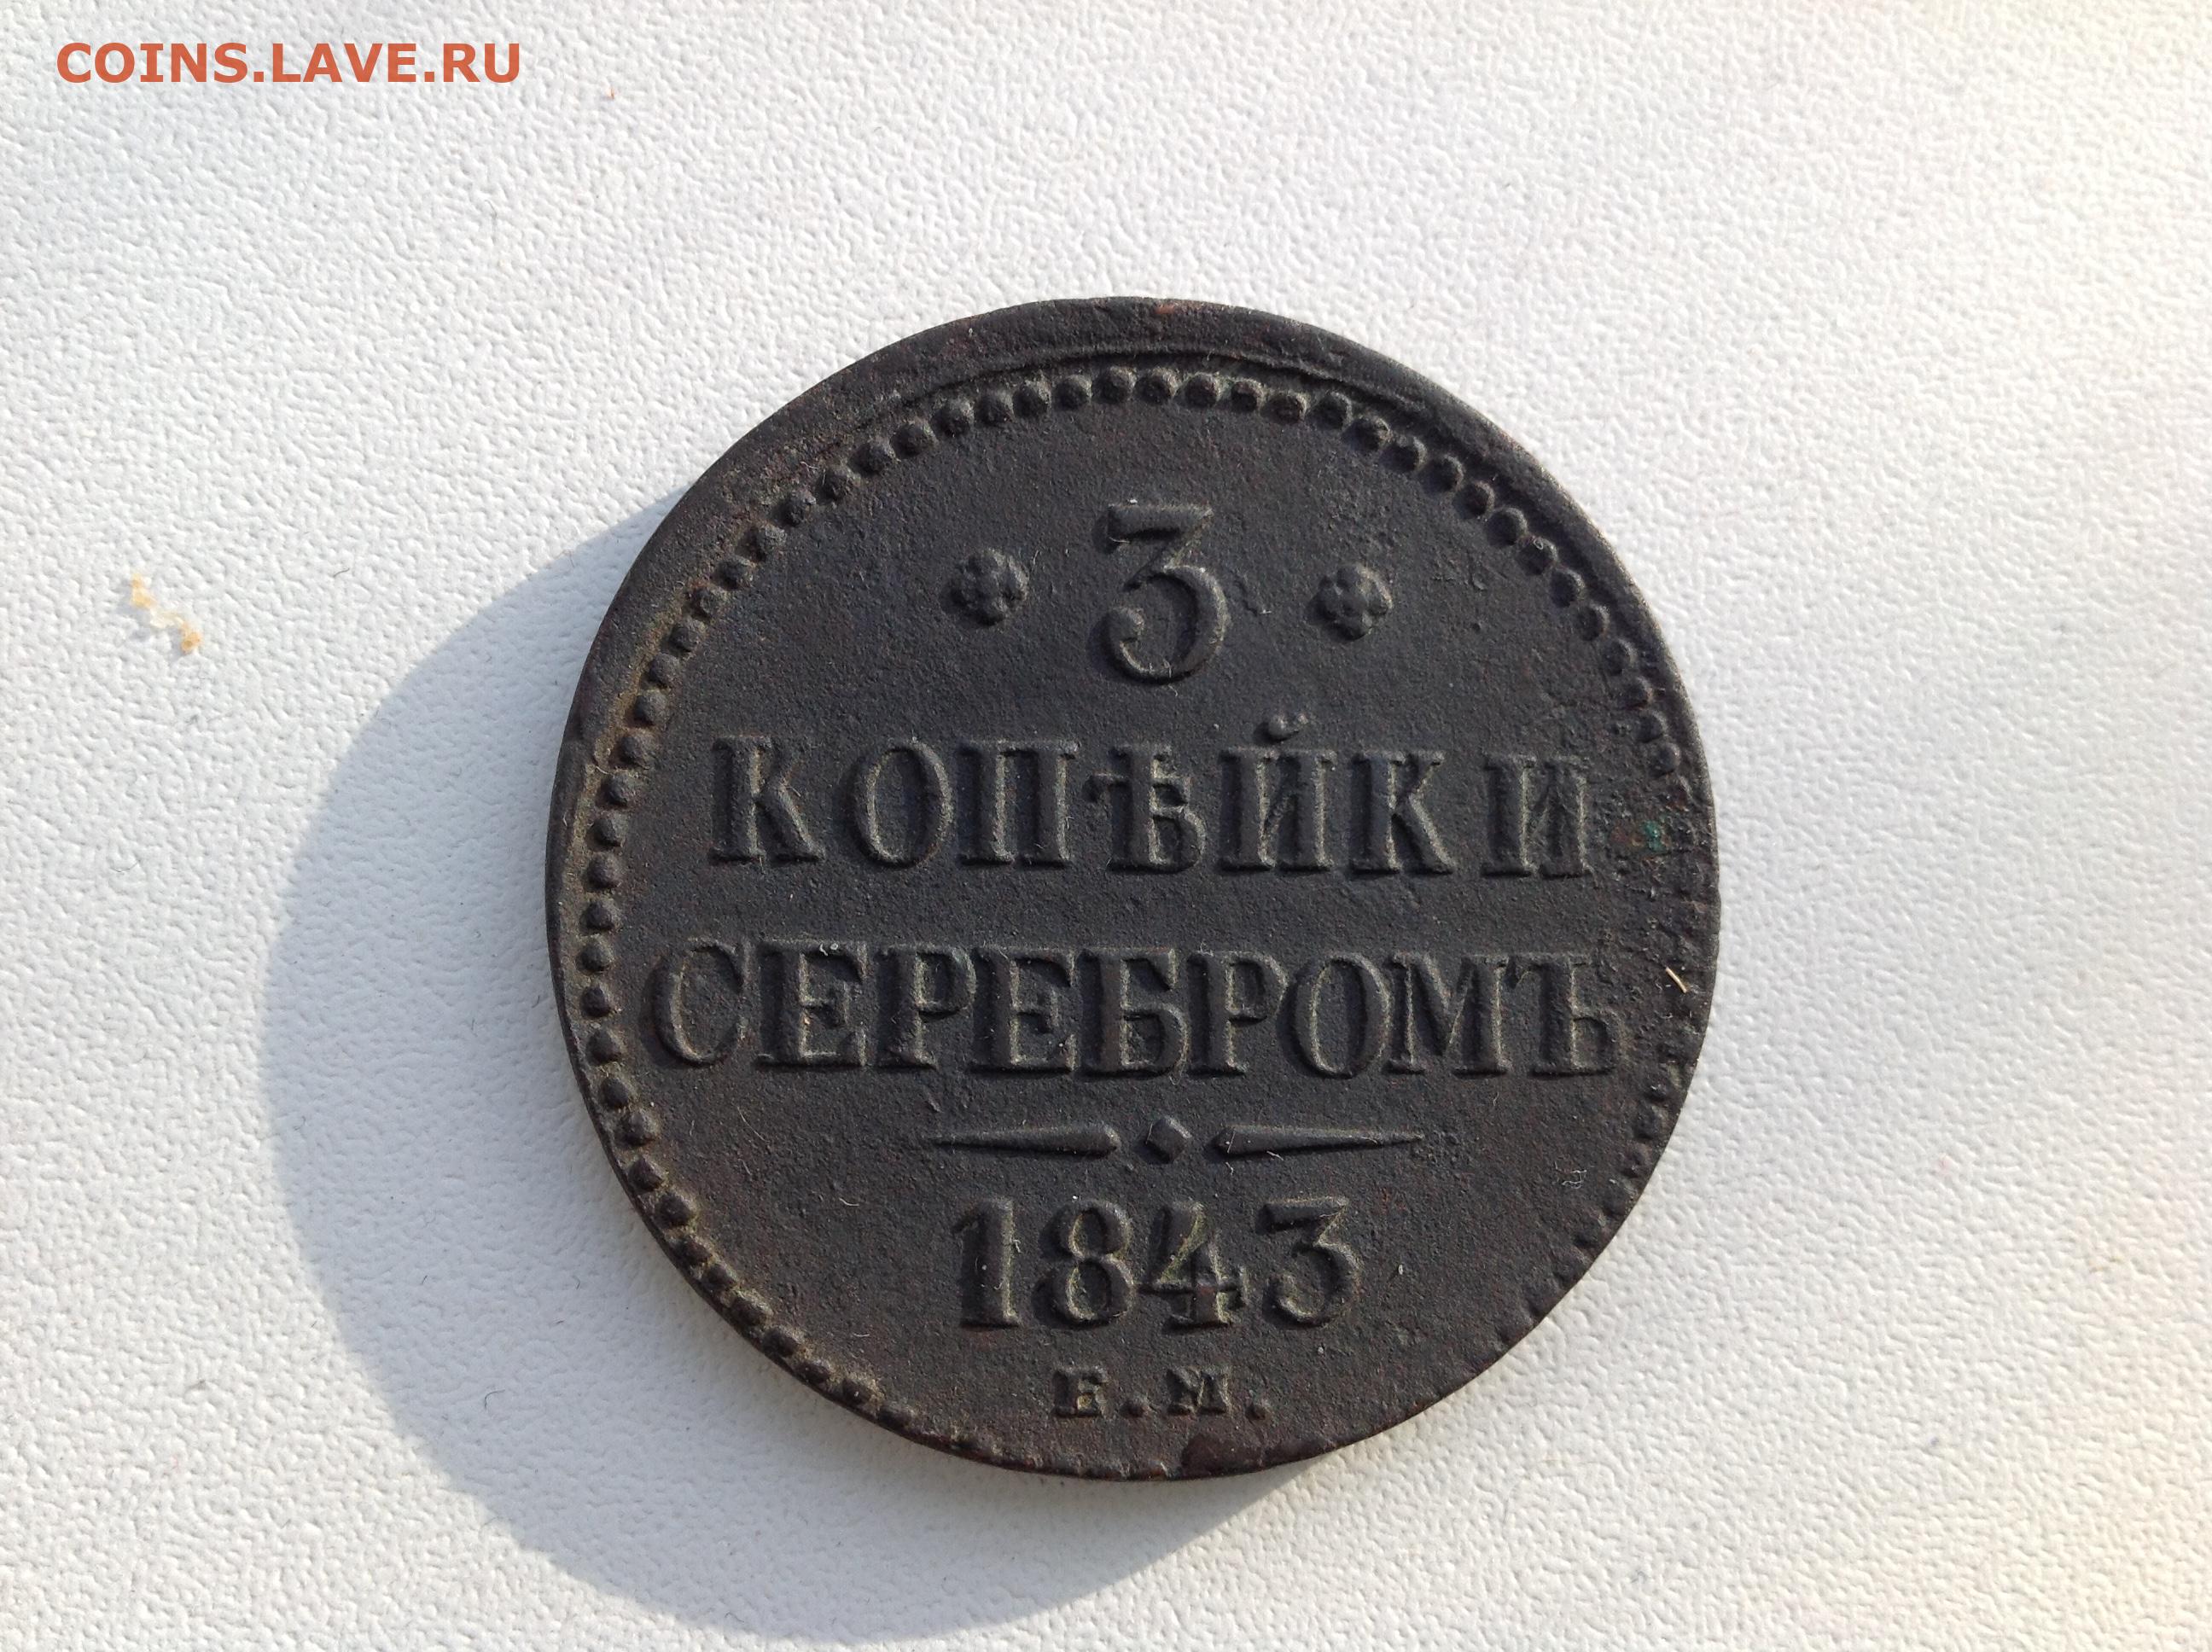 COINS.LAVE.RU
3
КОПѢЙКИ
СЕРЕБРОМЪ
1843
Е.М.